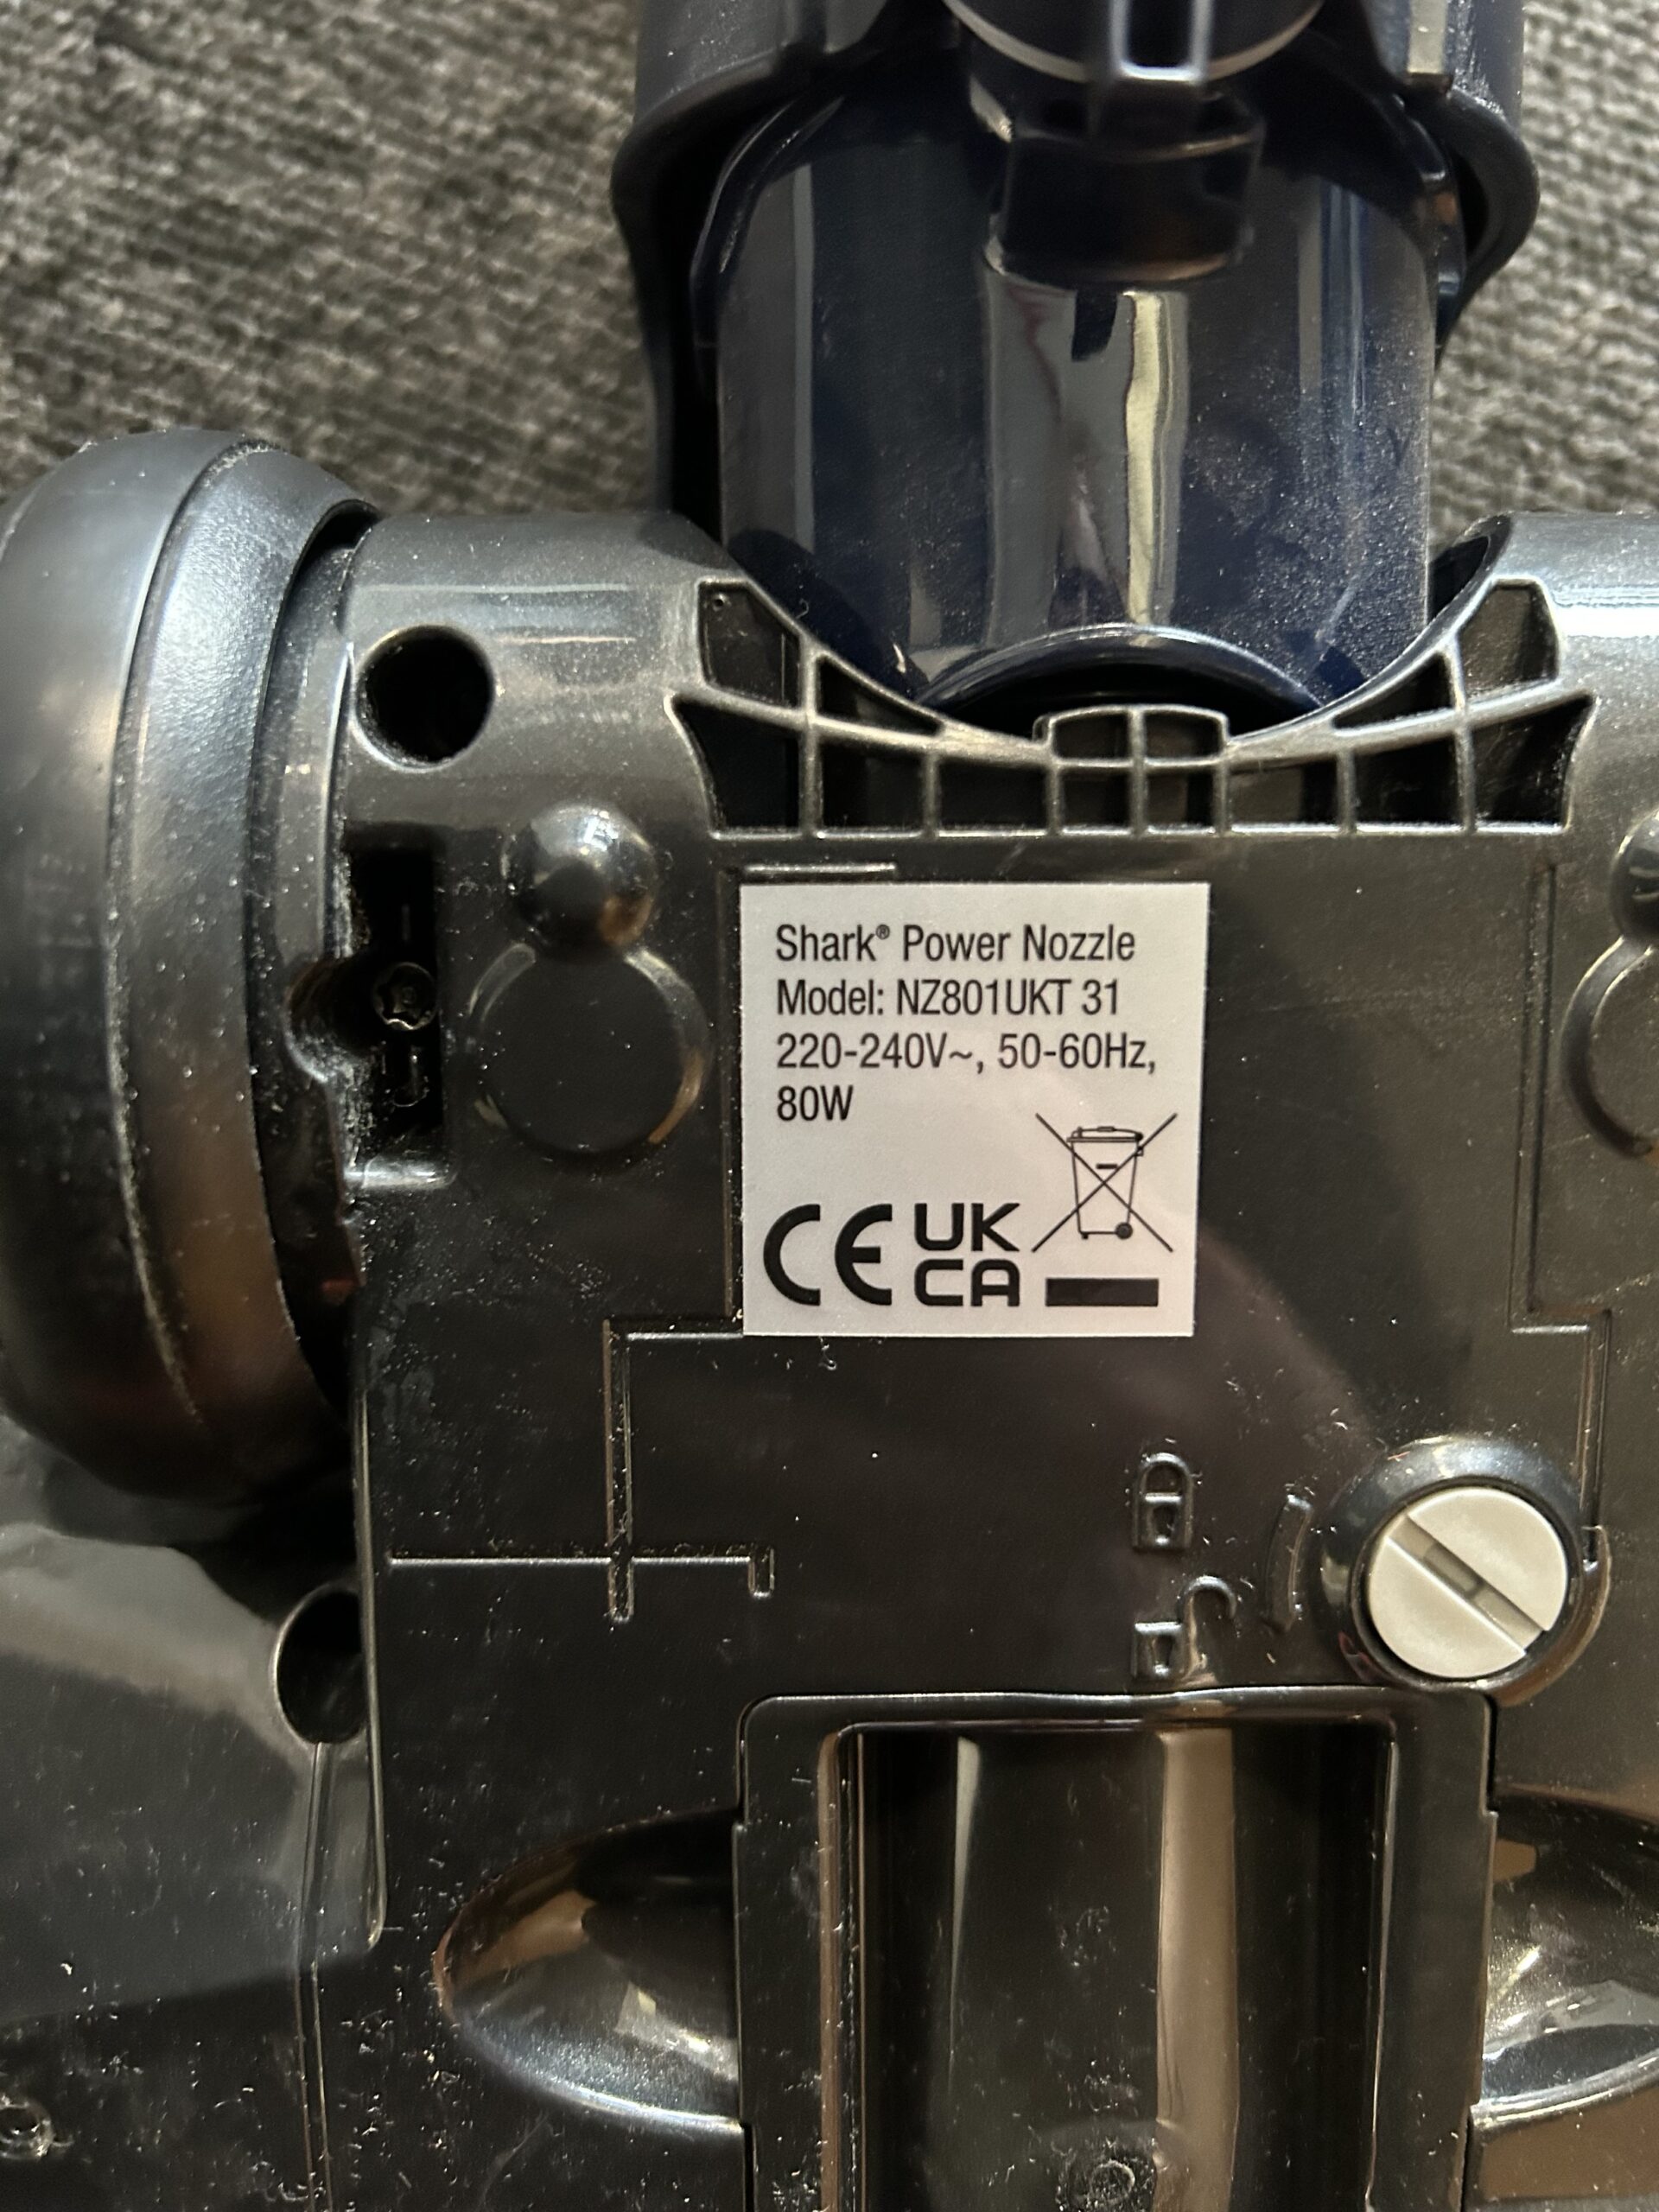 Shark® Power Nozzle
Model: NZ801UKT 31
220-240V~, 50-60Hz,
80W
CE UK
CA